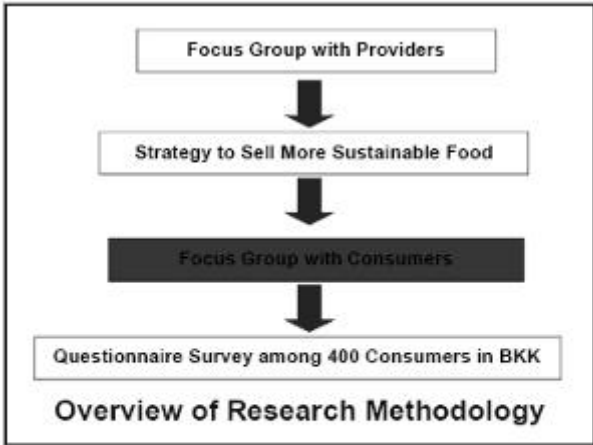 Focus Group with Providers
Strategy to Sell More Sustainable Food
Focus Group with Consumers
Questionnaire Survey among 400 Consumers in BKK
Overview of Research Methodology